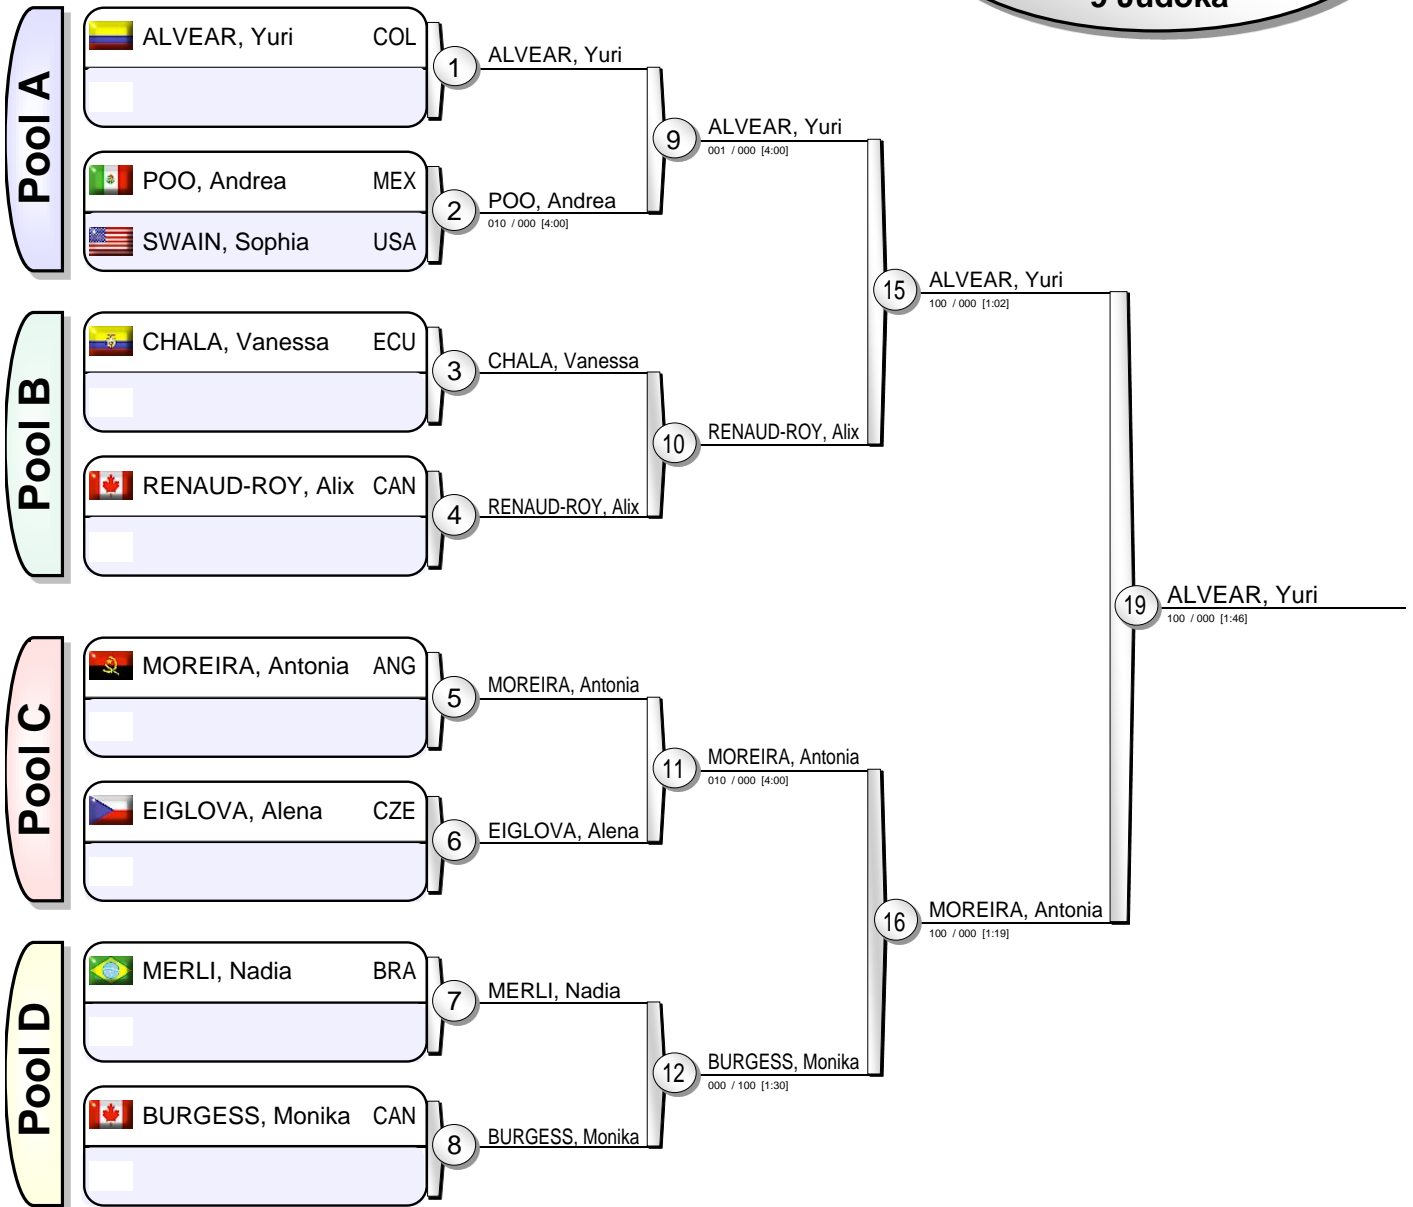 9 Judoka
Pool A
ALVEAR, Yuri COL
1
ALVEAR, Yuri
POO, Andrea MEX
SWAIN, Sophia USA
2
POO, Andrea
010 / 000 [4:00]
9
ALVEAR, Yuri
001 / 000 [4:00]
Pool B
CHALA, Vanessa ECU
3
CHALA, Vanessa
RENAUD-ROY, Alix CAN
4
RENAUD-ROY, Alix
10
RENAUD-ROY, Alix
15
ALVEAR, Yuri
100 / 000 [1:02]
Pool C
MOREIRA, Antonia ANG
5
MOREIRA, Antonia
EIGLOVA, Alena CZE
6
EIGLOVA, Alena
11
MOREIRA, Antonia
010 / 000 [4:00]
Pool D
MERLI, Nadia BRA
7
MERLI, Nadia
BURGESS, Monika CAN
8
BURGESS, Monika
12
BURGESS, Monika
000 / 100 [1:30]
16
MOREIRA, Antonia
100 / 000 [1:19]
19
ALVEAR, Yuri
100 / 000 [1:46]